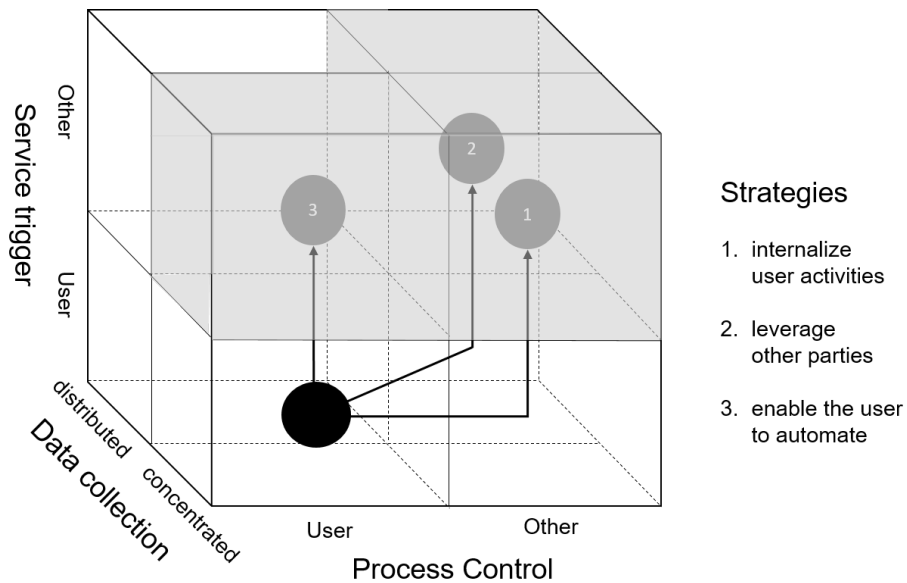 Service trigger
Other
User
distributed
concentrated
Data collection
User
Other
Process Control
3
2
1
Strategies
1. internalize
user activities
2. leverage
other parties
3. enable the user
to automate